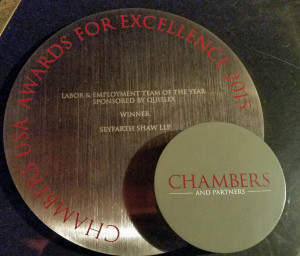 CHAMBERS USA AWARDS FOR EXCELLENCE 2015
LABOR & EMPLOYMENT TEAM OF THE YEAR
SPONSORED BY QUISLEX
WINNER
SEYFARTH SHAW LLP
CHAMBERS
AND PARTNERS